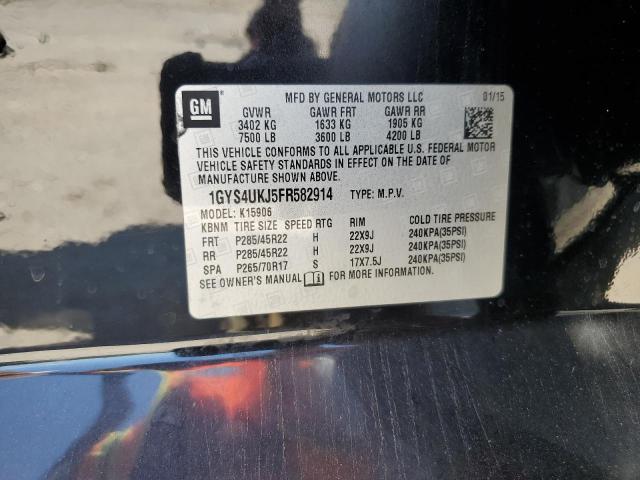 GM
MFD BY GENERAL MOTORS LLC 01/15
GVWR GAWR FRT GAWR RR
3402 KG 1633 KG 1905 KG
7500 LB 3600 LB 4200 LB
THIS VEHICLE CONFORMS TO ALL APPLICABLE U.S. FEDERAL MOTOR
VEHICLE SAFETY STANDARDS IN EFFECT ON THE DATE OF
MANUFACTURE SHOWN ABOVE.
1GYS4UKJ5FR582914 TYPE: M.P.V.
MODEL: K15906
KBNM TIRE SIZE SPEED RTG RIM COLD TIRE PRESSURE
FRT P285/45R22 H 22X9J 240KPA(35PSI)
RR P285/45R22 H 22X9J 240KPA(35PSI)
SPA P265/70R17 S 17X7.5J 240KPA(35PSI)
SEE OWNER'S MANUAL FOR MORE INFORMATION.